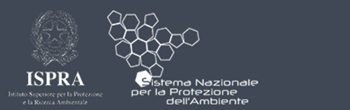 ISPRA
Istituto Superiore per la Protezione
e la Ricerca Ambientale
Sistema Nazionale
per la Protezione
dell'Ambiente